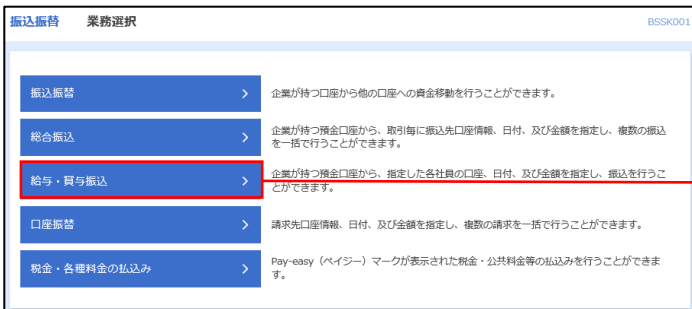 振込振替 業務選択 BSSK001
振込振替 企業が持つ口座から他の口座への資金移動を行うことができます。
総合振込 企業が持つ預金口座から、取引毎に振込先口座情報、日付、及び金額を指定し、複数の振込
を一括で行うことができます。
給与・賞与振込 企業が持つ預金口座から、指定した各社員の口座、日付、及び金額を指定し、振込を行うこ
とができます。
口座振替 請求先口座情報、日付、及び金額を指定し、複数の請求を一括で行うことができます。
税金・各種料金の払込み Pay-easy（ペイジー）マークが表示された税金・公共料金等の払込みを行うことができま
す。